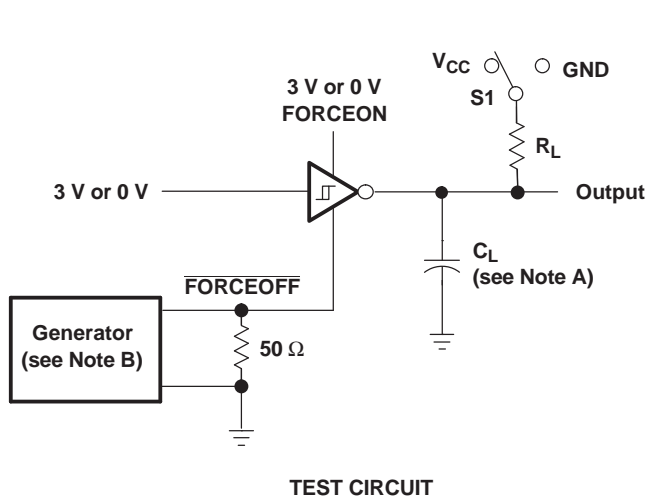 V_CC
GND
S1
3 V or 0 V
FORCEON
R_L
3 V or 0 V
Output
C_L
(see Note A)
FORCEOFF
Generator
(see Note B)
50 Ω
TEST CIRCUIT